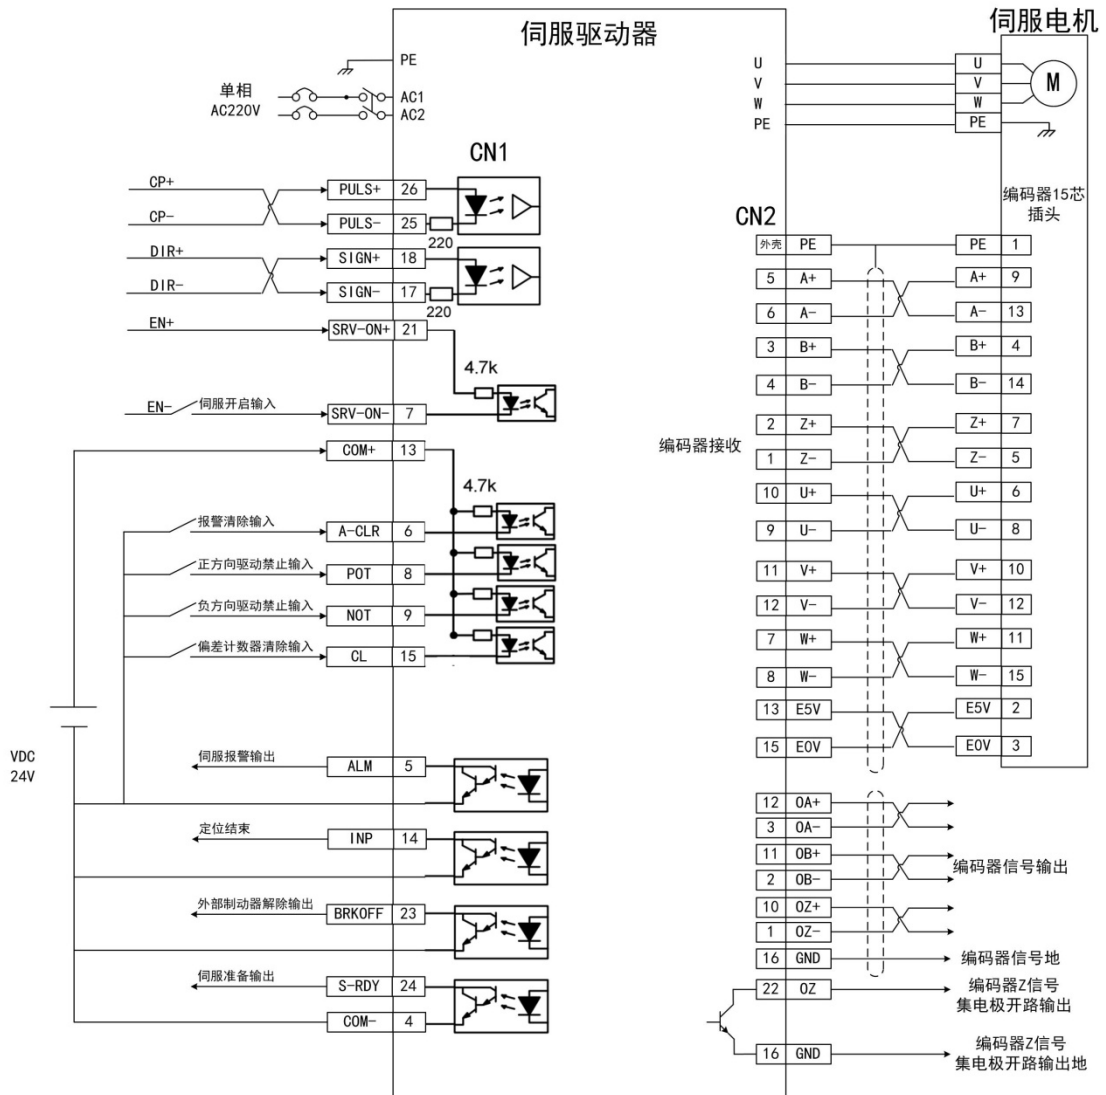 伺服驱动器
伺服电机
PE
单相
AC220V
AC1
AC2
U
V
W
PE
U
V
W
PE
M
CN1
CP+
PULS+ 26
CP-
PULS- 25
220
DIR+
SIGN+ 18
DIR-
SIGN- 17
220
EN+
SRV-ON+ 21
4.7k
EN-
伺服开启输入
SRV-ON- 7
COM+ 13
4.7k
报警清除输入
A-CLR 6
正方向驱动禁止输入
POT 8
负方向驱动禁止输入
NOT 9
偏差计数器清除输入
CL 15
VDC
24V
伺服报警输出
ALM 5
定位结束
INP 14
外部制动器解除输出
BRKOFF 23
伺服准备输出
S-RDY 24
COM- 4
编码器15芯
插头
CN2
外壳 PE PE 1
5 A+ A+ 9
6 A- A- 13
3 B+ B+ 4
4 B- B- 14
2 Z+ Z+ 7
编码器接收
1 Z- Z- 5
10 U+ U+ 6
9 U- U- 8
11 V+ V+ 10
12 V- V- 12
7 W+ W+ 11
8 W- W- 15
13 E5V E5V 2
15 E0V E0V 3
12 OA+
3 OA-
11 OB+
2 OB-
编码器信号输出
10 OZ+
1 OZ-
16 GND
编码器信号地
22 OZ
编码器Z信号
集电极开路输出
16 GND
编码器Z信号
集电极开路输出地